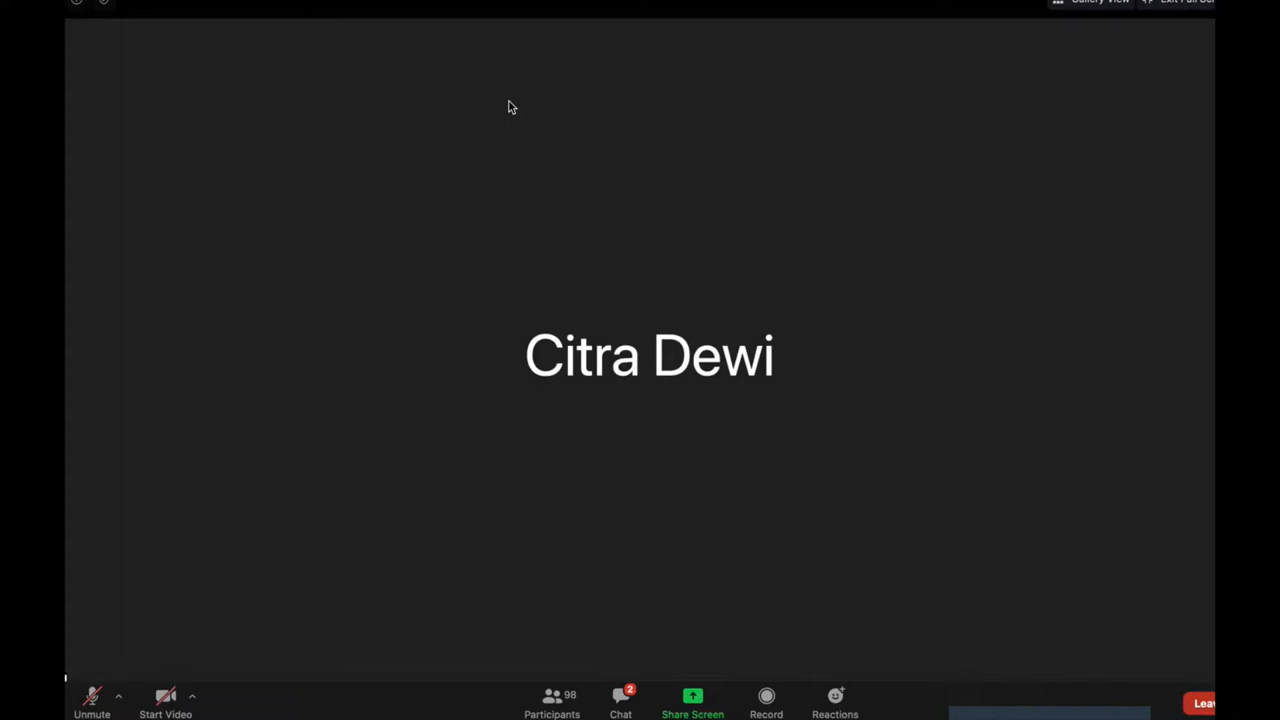 Citra Dewi
Unmute
Start Video
98
Participants
2
Chat
Share Screen
Record
Reactions